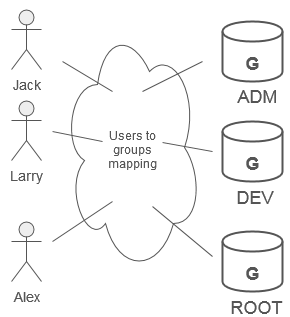 Jack
G
ADM
Users to
groups
mapping
Larry
G
DEV
Alex
G
ROOT